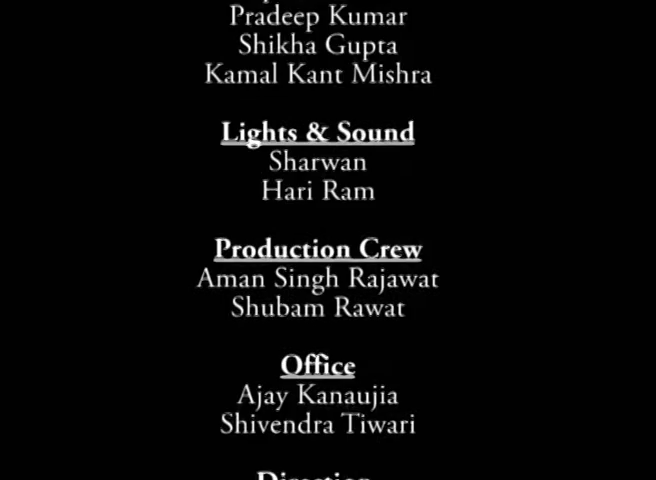 Pradeep Kumar
Shikha Gupta
Kamal Kant Mishra
Lights & Sound
Sharwan
Hari Ram
Production Crew
Aman Singh Rajawat
Shubam Rawat
Office
Ajay Kanaujia
Shivendra Tiwari
Direction